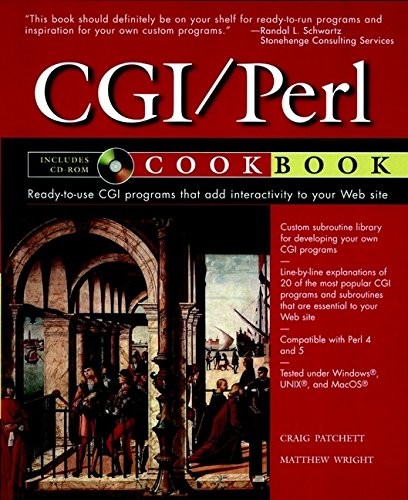 "This book should definitely be on your shelf for ready-to-run programs and
inspiration for your own custom programs."
—Randal L. Schwartz
Stonehenge Consulting Services
CGI/Perl
INCLUDES
CD-ROM
COOKBOOK
Ready-to-use CGI programs that add interactivity to your Web site
Custom subroutine library
for developing your own
CGI programs
—
Line-by-line explanations of
20 of the most popular CGI
programs and subroutines
that are essential to your
Web site
—
Compatible with Perl 4
and 5
—
Tested under Windows®,
UNIX®, and MacOS®
CRAIG PATCHETT
MATTHEW WRIGHT